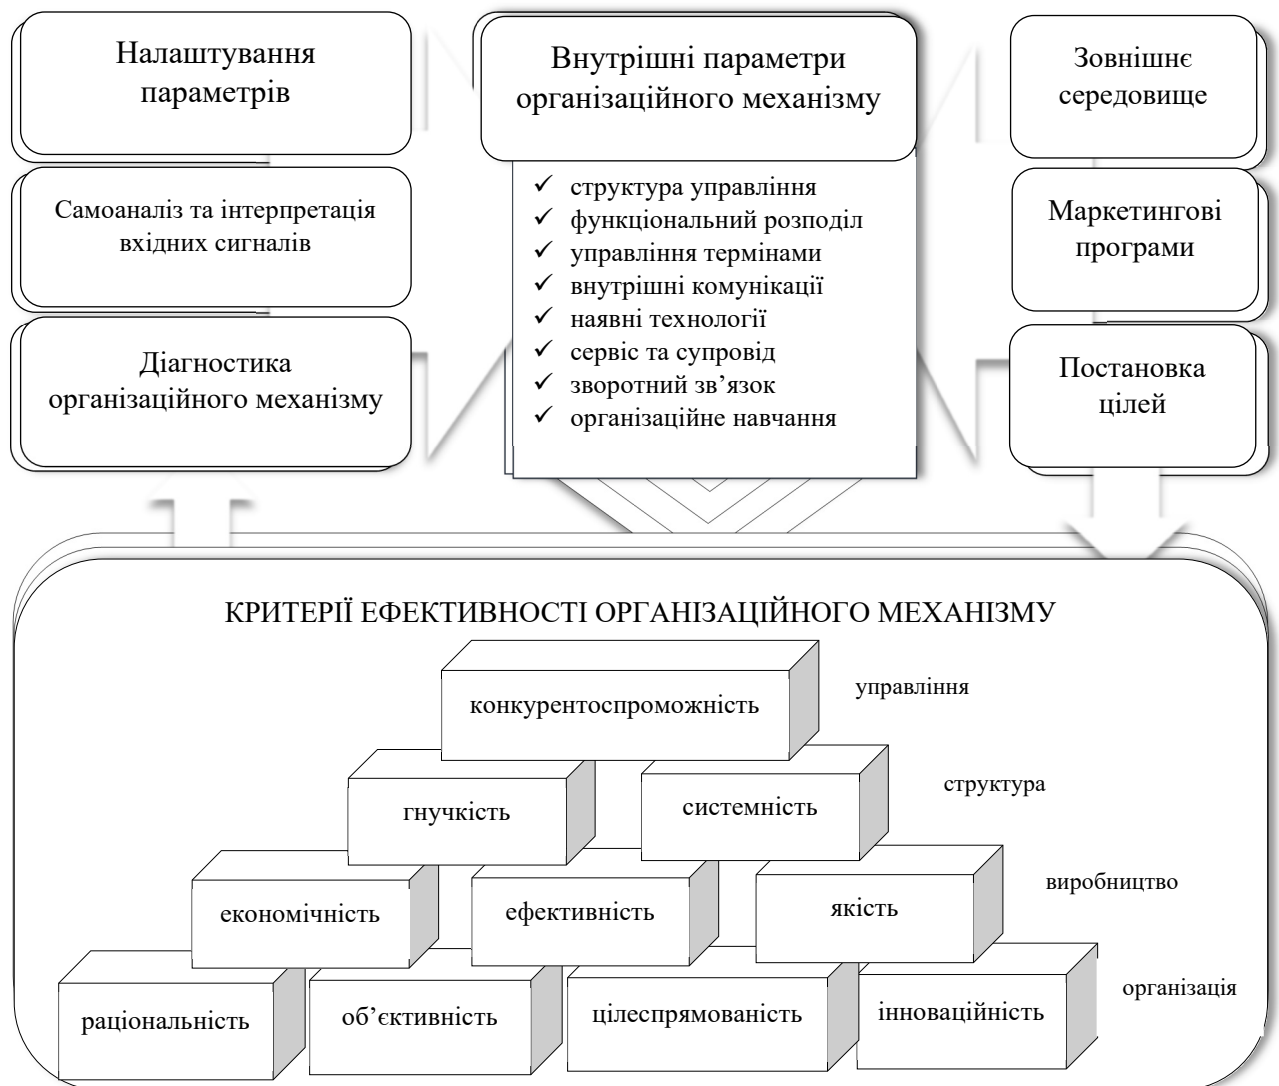 Налаштування
параметрів
Самоаналіз та інтерпретація
вхідних сигналів
Діагностика
організаційного механізму
Внутрішні параметри
організаційного механізму
✓ структура управління
✓ функціональний розподіл
✓ управління термінами
✓ внутрішні комунікації
✓ наявні технології
✓ сервіс та супровід
✓ зворотний зв’язок
✓ організаційне навчання
Зовнішнє
середовище
Маркетингові
програми
Постановка
цілей
КРИТЕРІЇ ЕФЕКТИВНОСТІ ОРГАНІЗАЦІЙНОГО МЕХАНІЗМУ
конкурентоспроможність
управління
гнучкість
системність
структура
економічність
ефективність
якість
виробництво
раціональність
об’єктивність
цілеспрямованість
інноваційність
організація